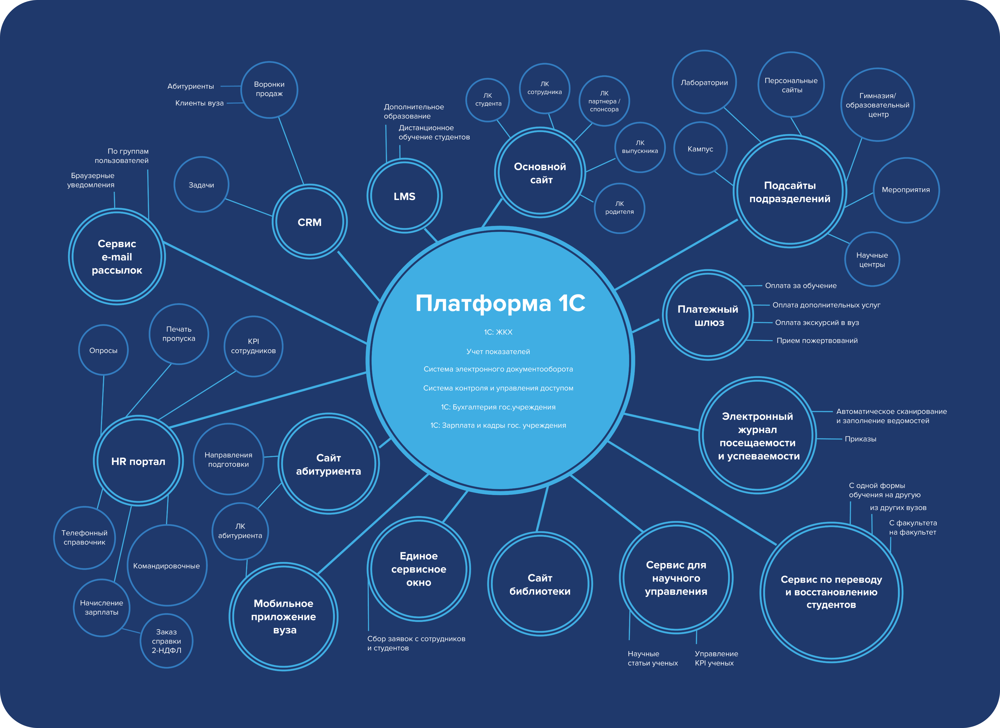 Абитуриенты
Клиенты вуза
Воронки
продаж
Задачи
CRM
По группам
пользователей
Браузерные
уведомления
Сервис
e-mail
рассылок
Дополнительное
образование
Дистанционное
обучение студентов
LMS
ЛК
студента
ЛК
сотрудника
ЛК
партнера /
спонсора
ЛК
выпускника
ЛК
родителя
Основной
сайт
Лаборатории
Персональные
сайты
Гимназия/
образовательный
центр
Кампус
Мероприятия
Научные
центры
Подсайты
подразделений
Платформа 1С
1С: ЖКХ
Учет показателей
Система электронного документооборота
Система контроля и управления доступом
1С: Бухгалтерия гос.учреждения
1С: Зарплата и кадры гос. учреждения
Платежный
шлюз
Оплата за обучение
Оплата дополнительных услуг
Оплата экскурсий в вуз
Прием пожертвований
Опросы
Печать
пропуска
KPI
сотрудников
HR портал
Телефонный
справочник
Командировочные
Начисление
зарплаты
Заказ
справки
2-НДФЛ
Направления
подготовки
Сайт
абитуриента
ЛК
абитуриента
Мобильное
приложение
вуза
Единое
сервисное
окно
Сбор заявок с сотрудников
и студентов
Сайт
библиотеки
Сервис для
научного
управления
Научные
статьи ученых
Управление
KPI ученых
Электронный
журнал
посещаемости
и успеваемости
Автоматическое сканирование
и заполнение ведомостей
Приказы
С одной формы
обучения на другую
из других вузов
С факультета
на факультет
Сервис по переводу
и восстановлению
студентов